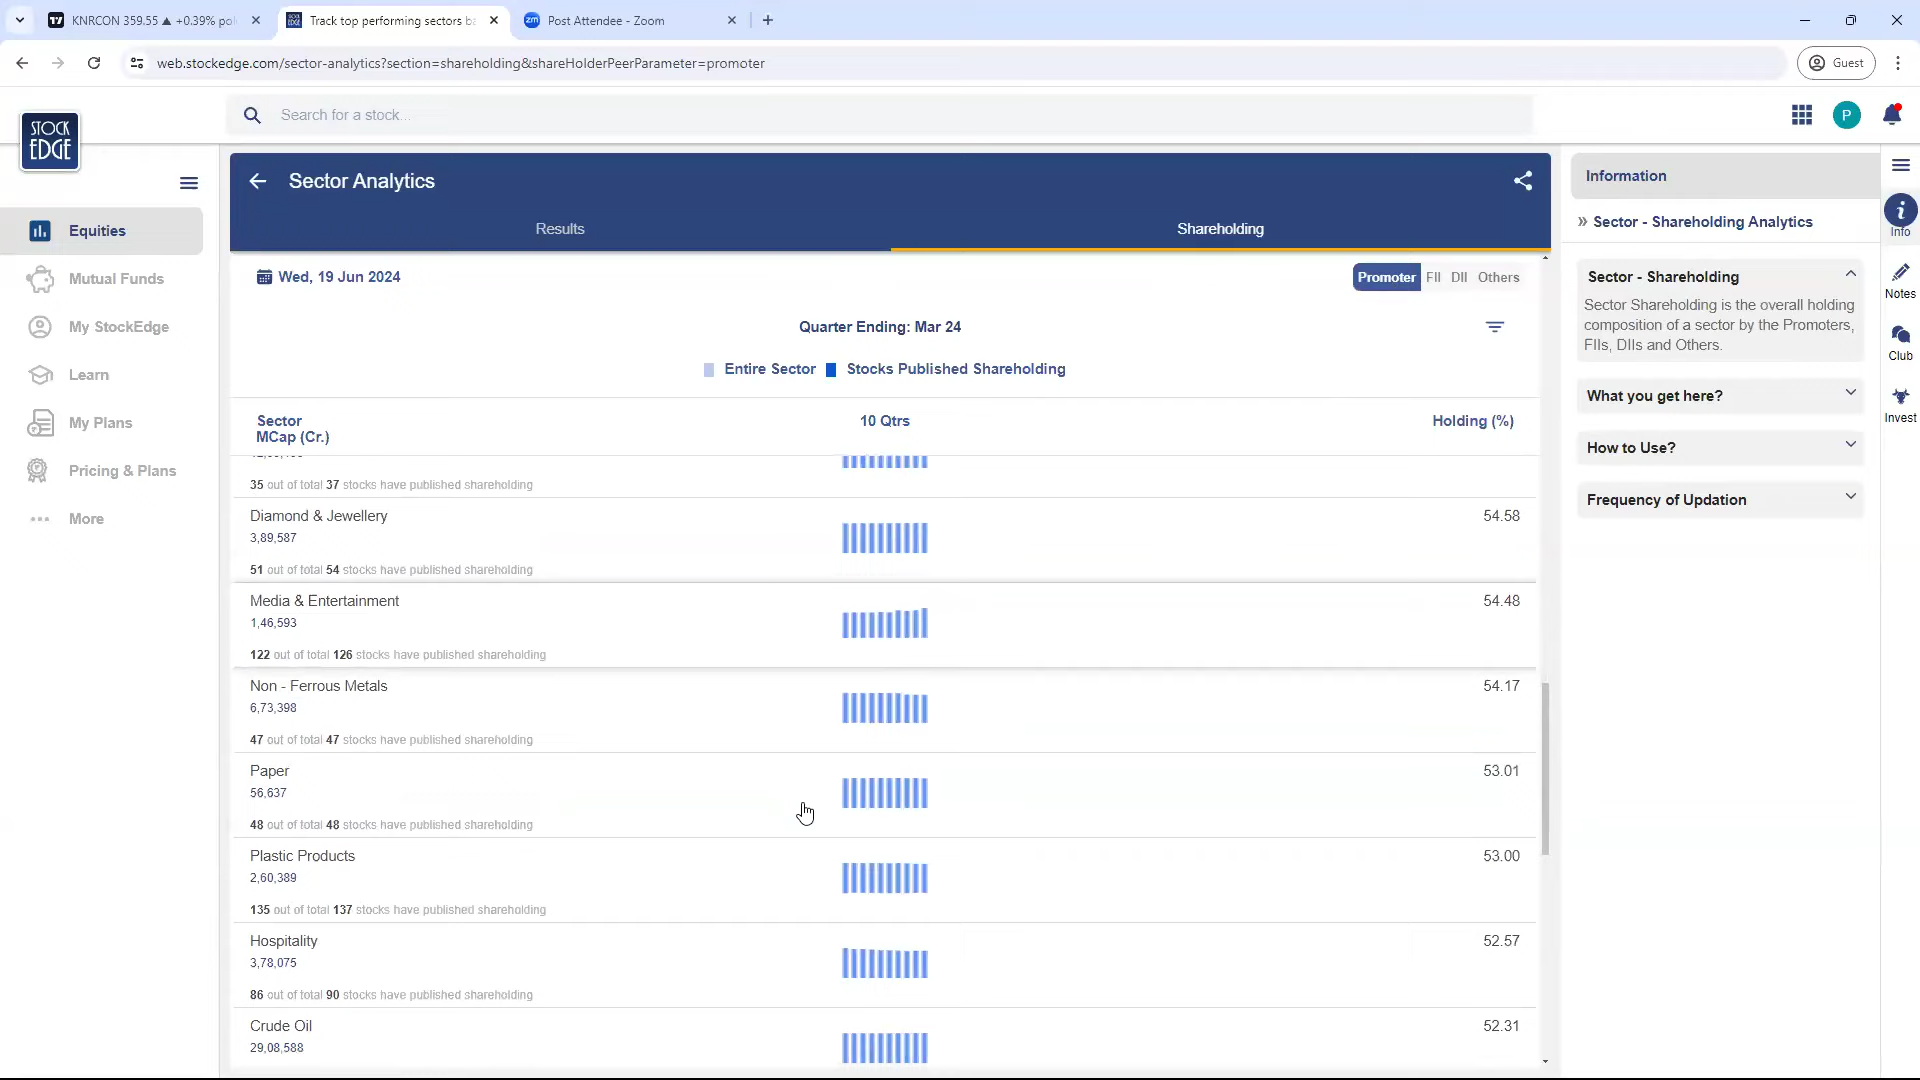 KNRCON 359.55 ▲ +0.39%
Track top performing sectors
Post Attendee - Zoom
web.stockedge.com/sector-analytics?section=shareholding&shareHolderPeerParameter=promoter
Guest
STOCK
EDGE
Search for a stock...
P
Equities
Mutual Funds
My StockEdge
Learn
My Plans
Pricing & Plans
More
Sector Analytics
Results
Shareholding
Wed, 19 Jun 2024
Promoter FII DII Others
Quarter Ending: Mar 24
Entire Sector Stocks Published Shareholding
Sector 10 Qtrs Holding (%)
MCap (Cr.)
35 out of total 37 stocks have published shareholding
Diamond & Jewellery 54.58
3,89,587
51 out of total 54 stocks have published shareholding
Media & Entertainment 54.48
1,46,593
122 out of total 126 stocks have published shareholding
Non - Ferrous Metals 54.17
6,73,398
47 out of total 47 stocks have published shareholding
Paper 53.01
56,637
48 out of total 48 stocks have published shareholding
Plastic Products 53.00
2,60,389
135 out of total 137 stocks have published shareholding
Hospitality 52.57
3,78,075
86 out of total 90 stocks have published shareholding
Crude Oil 52.31
29,08,588
Information
» Sector - Shareholding Analytics
Sector - Shareholding
Sector Shareholding is the overall holding
composition of a sector by the Promoters,
FIIs, DIIs and Others.
What you get here?
How to Use?
Frequency of Updation
Info
Notes
Club
Invest